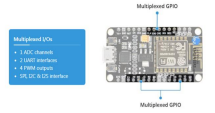 Multiplexed GPIO
Multiplexed I/Os
• 1 ADC channels
• 2 UART interfaces
• 4 PWM outputs
• SPI, I2C & I2S interface
Multiplexed GPIO